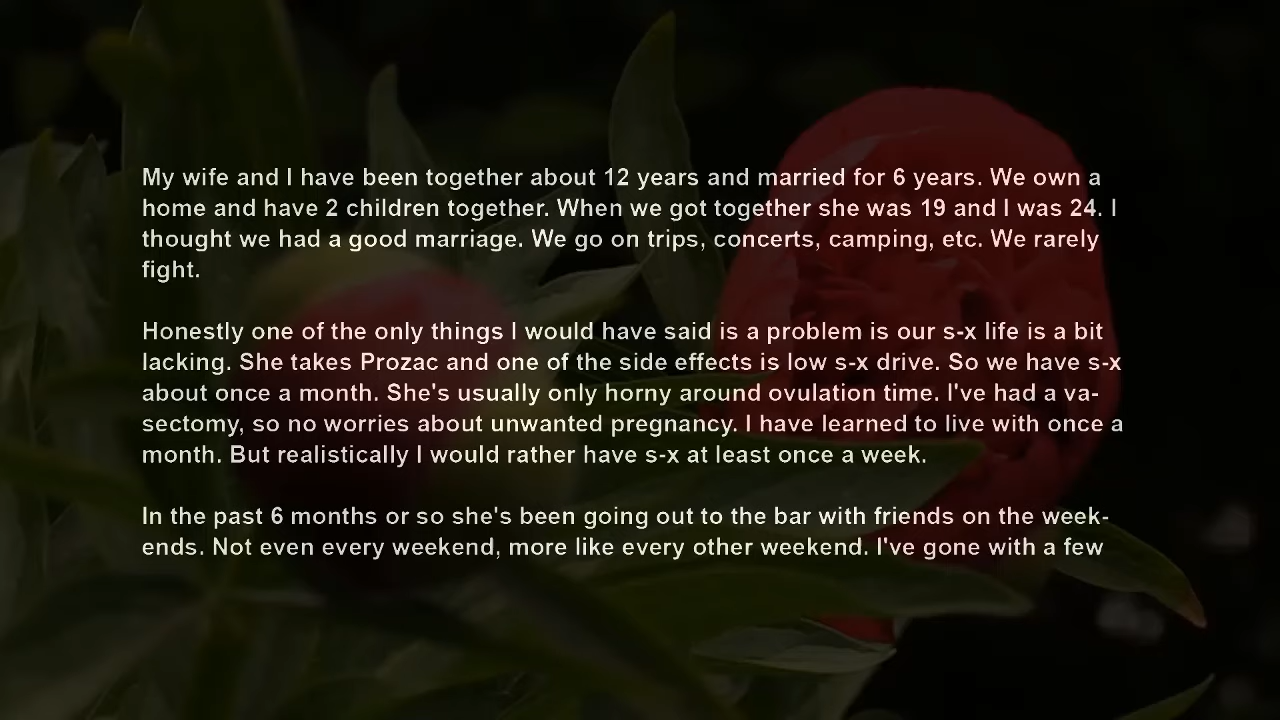 My wife and I have been together about 12 years and married for 6 years. We own a
home and have 2 children together. When we got together she was 19 and I was 24. I
thought we had a good marriage. We go on trips, concerts, camping, etc. We rarely
fight.
Honestly one of the only things I would have said is a problem is our s-x life is a bit
lacking. She takes Prozac and one of the side effects is low s-x drive. So we have s-x
about once a month. She's usually only horny around ovulation time. I've had a va-
sectomy, so no worries about unwanted pregnancy. I have learned to live with once a
month. But realistically I would rather have s-x at least once a week.
In the past 6 months or so she's been going out to the bar with friends on the week-
ends. Not even every weekend, more like every other weekend. I've gone with a few